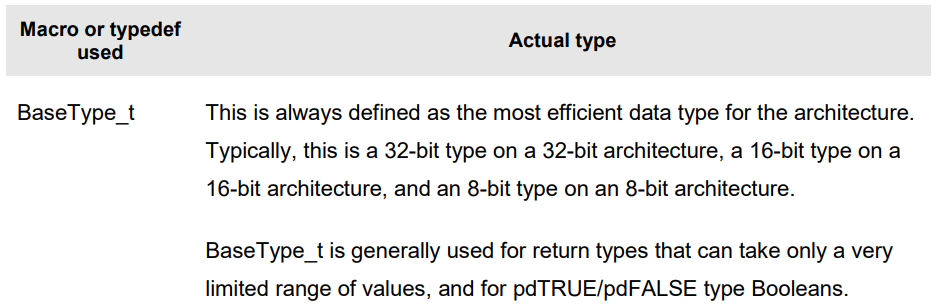 Macro or typedef
used
Actual type
BaseType_t
This is always defined as the most efficient data type for the architecture.
Typically, this is a 32-bit type on a 32-bit architecture, a 16-bit type on a
16-bit architecture, and an 8-bit type on an 8-bit architecture.
BaseType_t is generally used for return types that can take only a very
limited range of values, and for pdTRUE/pdFALSE type Booleans.